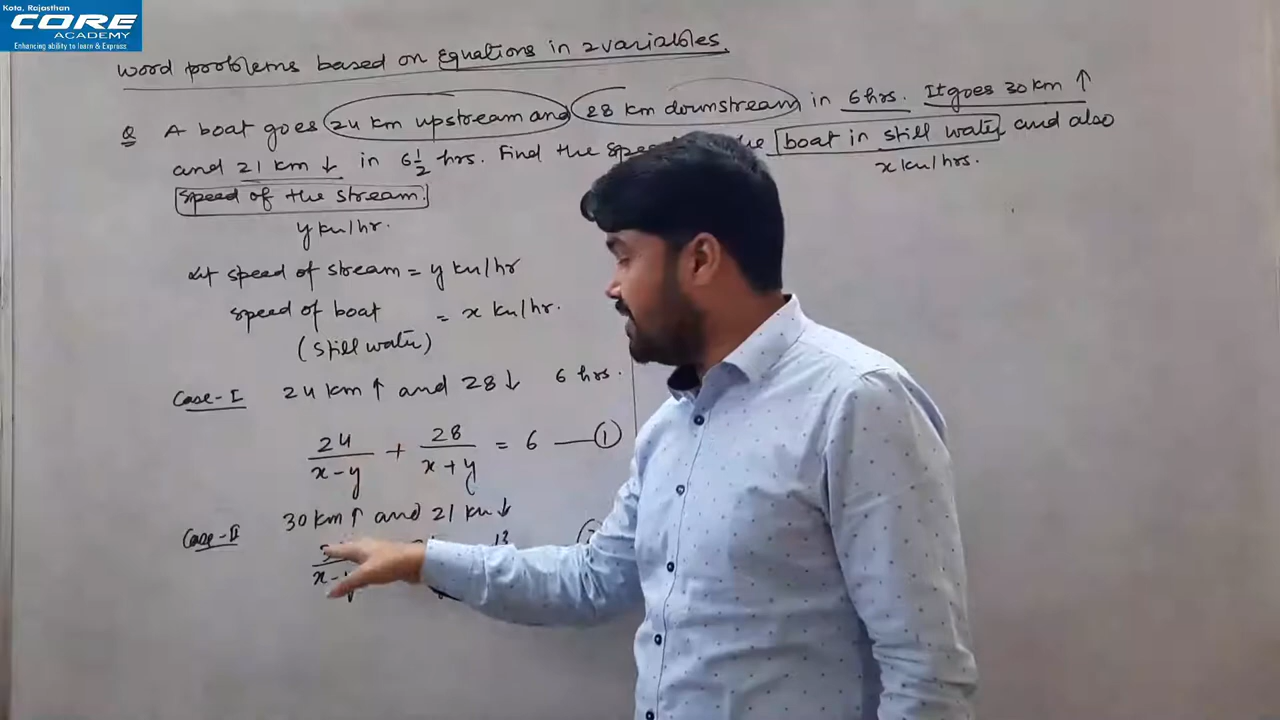 Kota, Rajasthan
CORE
ACADEMY
Enhancing ability to learn & Express
Word problems based on Equations in 2 variables.
Q A boat goes 24 km upstream and 28 km downstream in 6 hrs. It goes 30 km ↑
and 21 km ↓ in 6 1/2 hrs. Find the boat in still water and also
x km/hrs.
speed of the stream.
y km/hr.
Let speed of stream = y km/hr
speed of boat = x km/hr.
(still water)
Case-I 24 km ↑ and 28 ↓ 6 hrs.
24/(x-y) + 28/(x+y) = 6 — ①
Case-II 30 km ↑ and 21 km ↓
13
x-